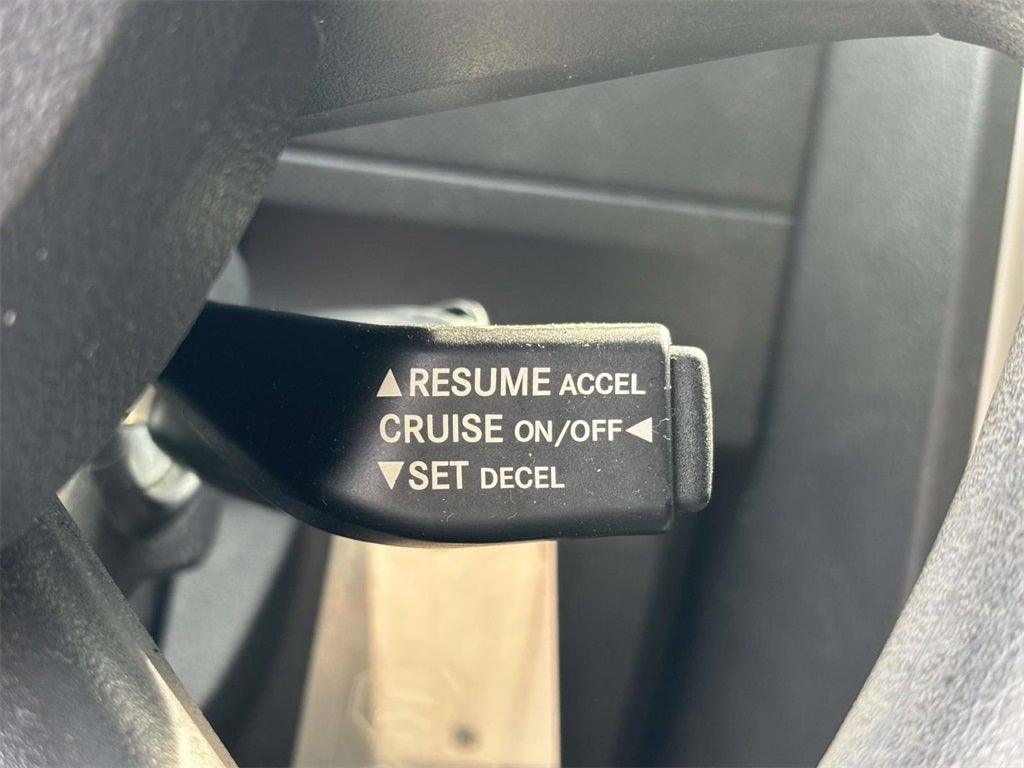 ▲RESUME ACCEL
CRUISE ON/OFF◀
▼SET DECEL